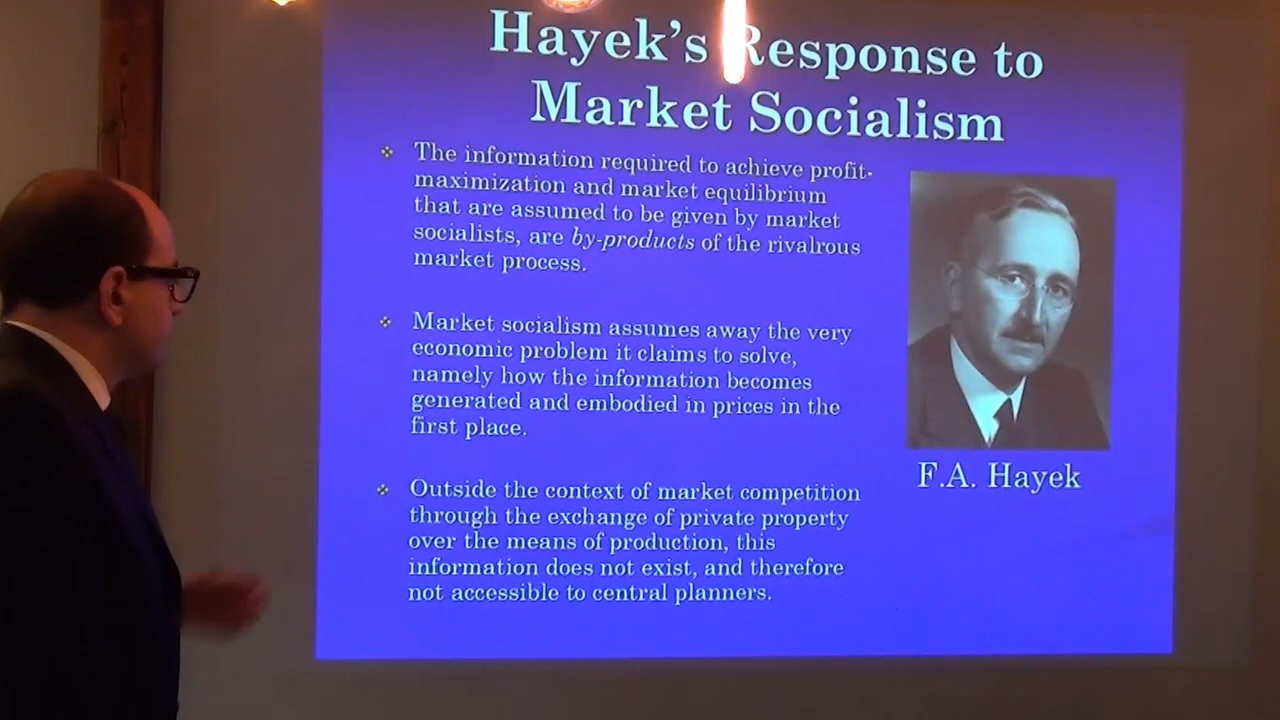 Hayek's Response to
Market Socialism
The information required to achieve profit-
maximization and market equilibrium
that are assumed to be given by market
socialists, are by-products of the rivalrous
market process.
Market socialism assumes away the very
economic problem it claims to solve,
namely how the information becomes
generated and embodied in prices in the
first place.
Outside the context of market competition
through the exchange of private property
over the means of production, this
information does not exist, and therefore
not accessible to central planners.
F.A. Hayek